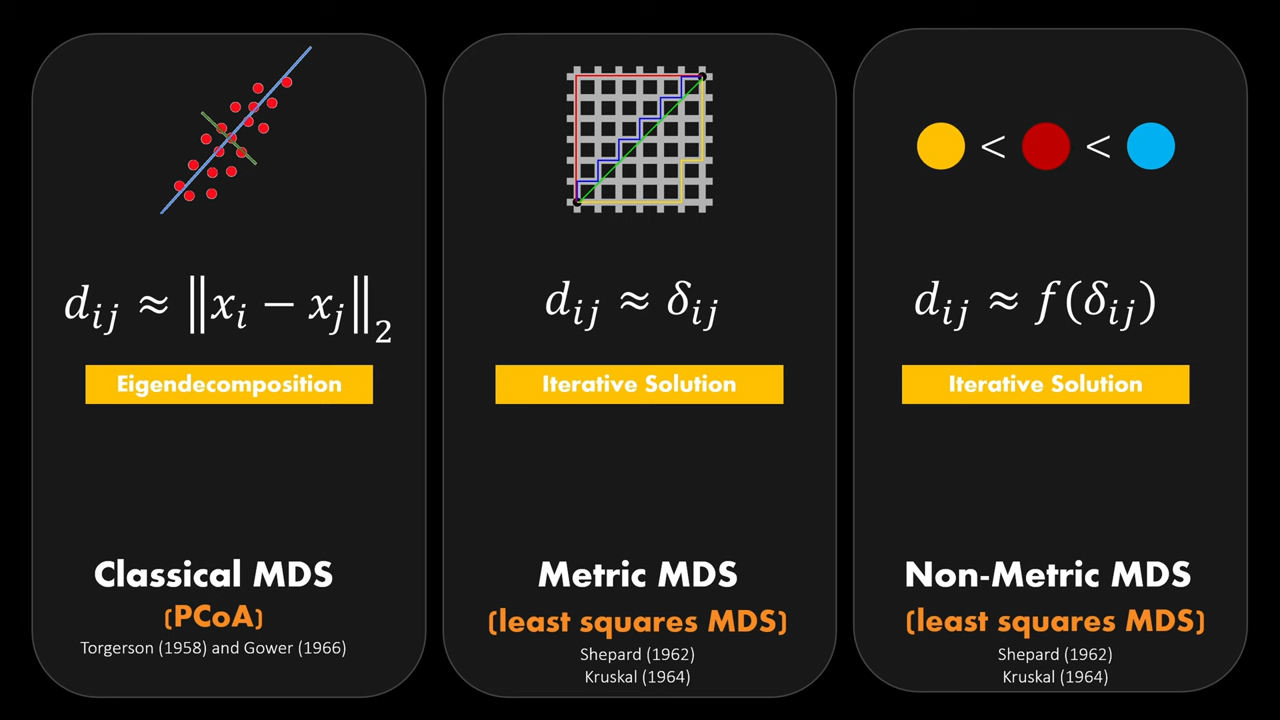 d_ij ≈ ‖x_i − x_j‖_2
Eigendecomposition
Classical MDS
(PCoA)
Torgerson (1958) and Gower (1966)
d_ij ≈ δ_ij
Iterative Solution
Metric MDS
(least squares MDS)
Shepard (1962)
Kruskal (1964)
< <
d_ij ≈ f(δ_ij)
Iterative Solution
Non-Metric MDS
(least squares MDS)
Shepard (1962)
Kruskal (1964)